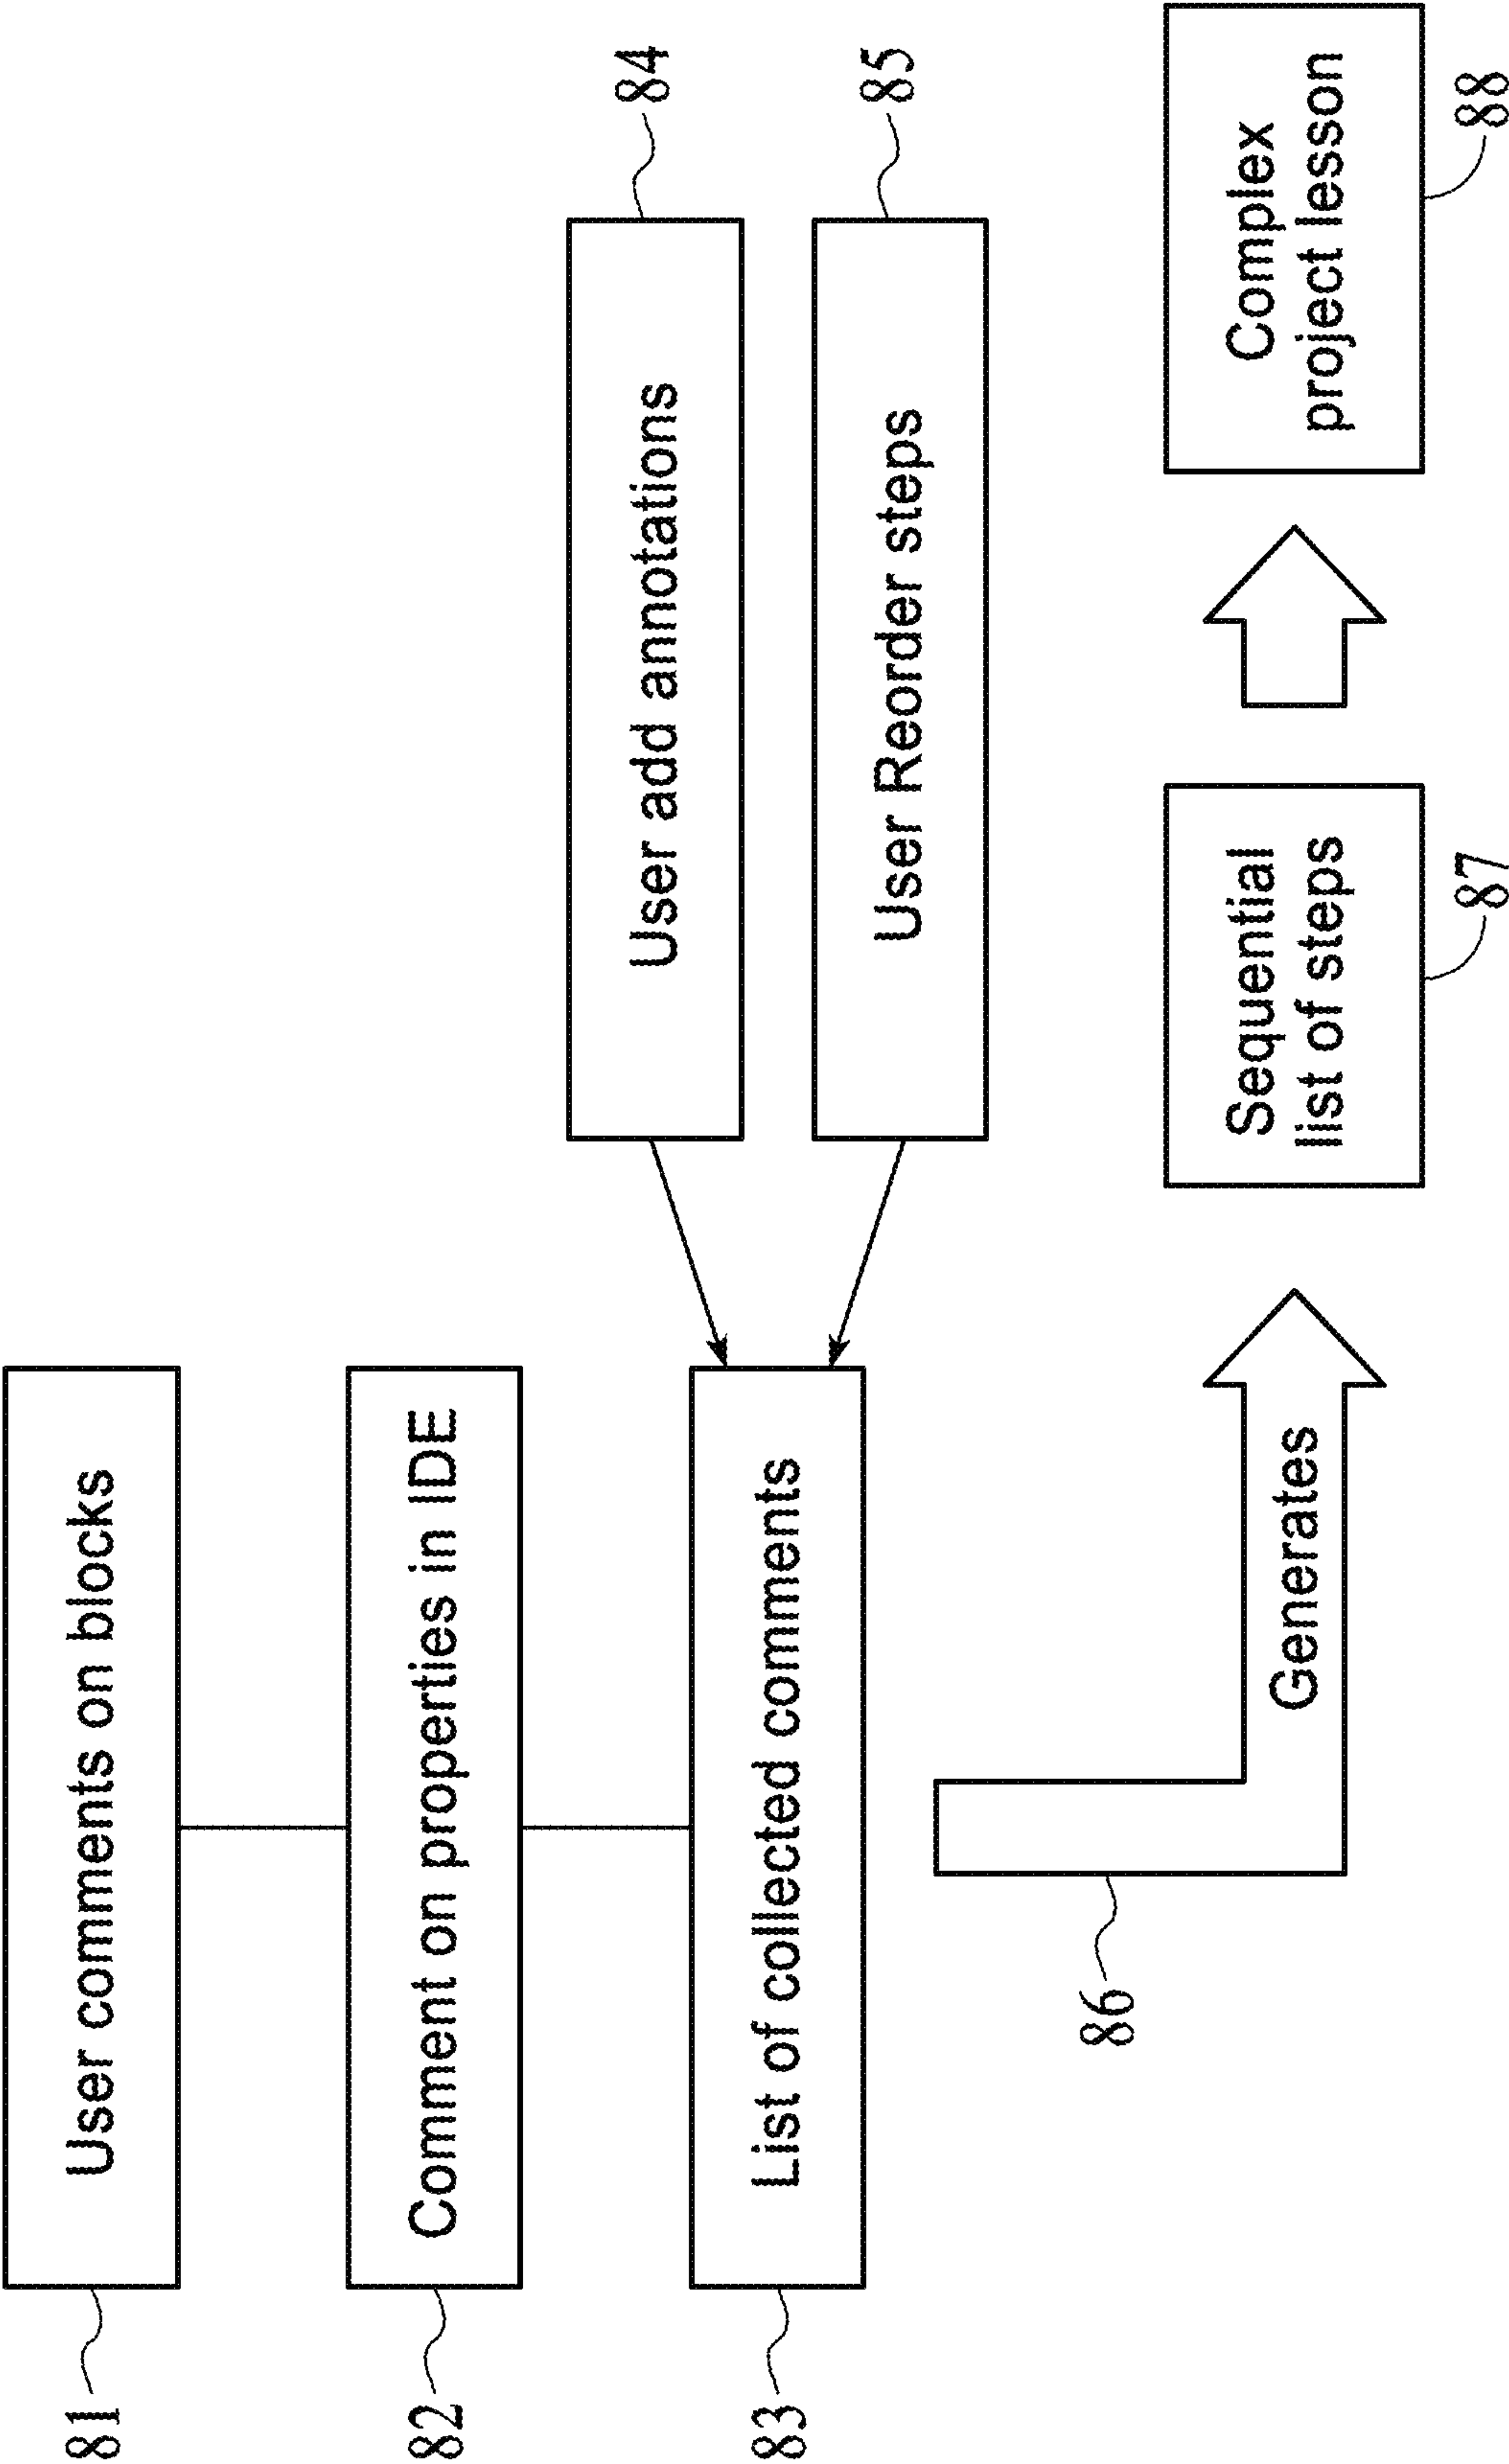 81
User comments on blocks
82
Comment on properties in IDE
83
List of collected comments
User add annotations
84
User Reorder steps
85
86
Generates
Sequential
list of steps
87
Complex
project lesson
88